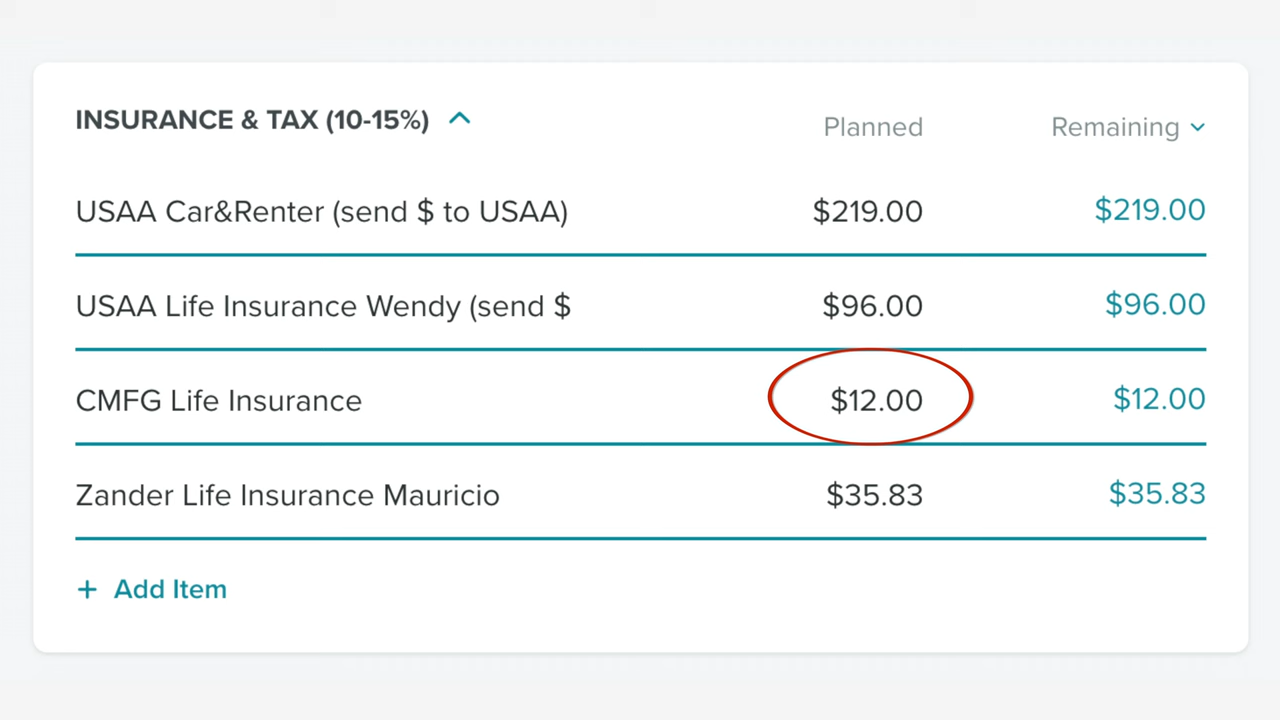 INSURANCE & TAX (10-15%) Planned Remaining
USAA Car&Renter (send $ to USAA) $219.00 $219.00
USAA Life Insurance Wendy (send $ $96.00 $96.00
CMFG Life Insurance $12.00 $12.00
Zander Life Insurance Mauricio $35.83 $35.83
+ Add Item